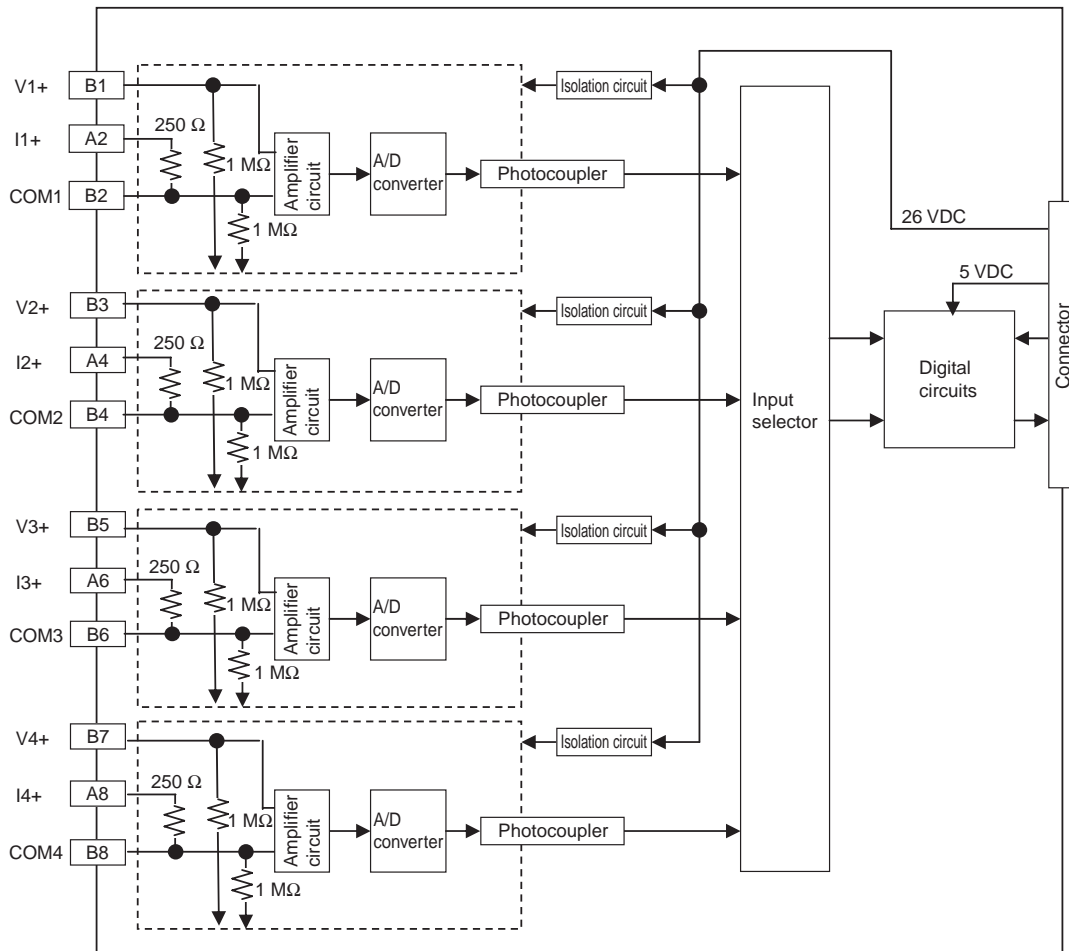 V1+
B1
Isolation circuit
I1+
A2
250 Ω
1 MΩ
Amplifier
circuit
A/D
converter
Photocoupler
COM1
B2
1 MΩ
26 VDC
5 VDC
V2+
B3
Isolation circuit
I2+
A4
250 Ω
1 MΩ
Amplifier
circuit
A/D
converter
Photocoupler
COM2
B4
1 MΩ
Input
selector
Digital
circuits
Connector
V3+
B5
Isolation circuit
I3+
A6
250 Ω
1 MΩ
Amplifier
circuit
A/D
converter
Photocoupler
COM3
B6
1 MΩ
V4+
B7
Isolation circuit
I4+
A8
250 Ω
1 MΩ
Amplifier
circuit
A/D
converter
Photocoupler
COM4
B8
1 MΩ